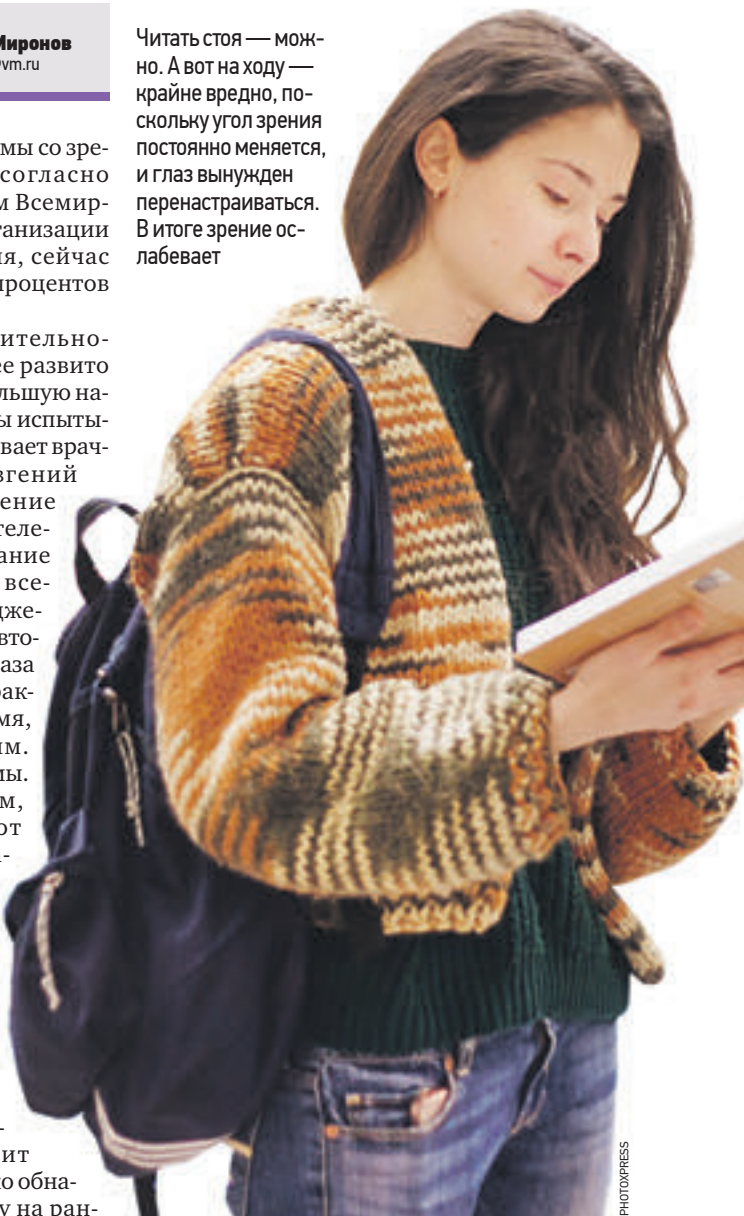 Миронов
vm.ru
Читать стоя — мож-
но. А вот на ходу —
крайне вредно, по-
скольку угол зрения
постоянно меняется,
и глаз вынужден
перенастраиваться.
В итоге зрение ос-
лабевает
мы со зре-
согласно
м Всемир-
ганизации
ия, сейчас
процентов
ительно-
ее развито
льшую на-
ы испыты-
вает врач-
вгений
ение
теле-
ание
все-
дже-
вто-
аза
рак-
мя,
им.
мы.
м,
от
-
-
ит
о обна-
у на ран-
PHOTOXPRESS